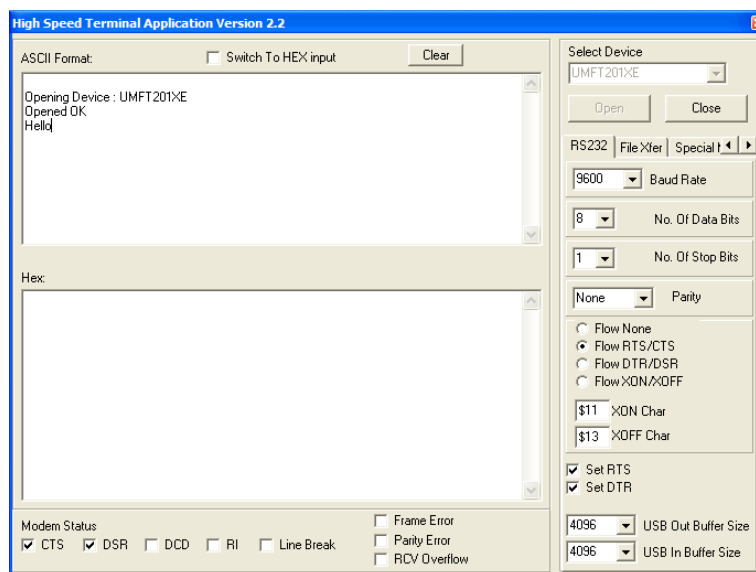 High Speed Terminal Application Version 2.2
ASCII Format:
Switch To HEX input
Clear
Opening Device : UMFT201XE
Opened OK
Hello
Hex:
Modem Status
CTS
DSR
DCD
RI
Line Break
Frame Error
Parity Error
RCV Overflow
Select Device
UMFT201XE
Open
Close
RS232
File Xfer
Special
9600
Baud Rate
8
No. Of Data Bits
1
No. Of Stop Bits
None
Parity
Flow None
Flow RTS/CTS
Flow DTR/DSR
Flow XON/XOFF
$11
XON Char
$13
XOFF Char
Set RTS
Set DTR
4096
USB Out Buffer Size
4096
USB In Buffer Size